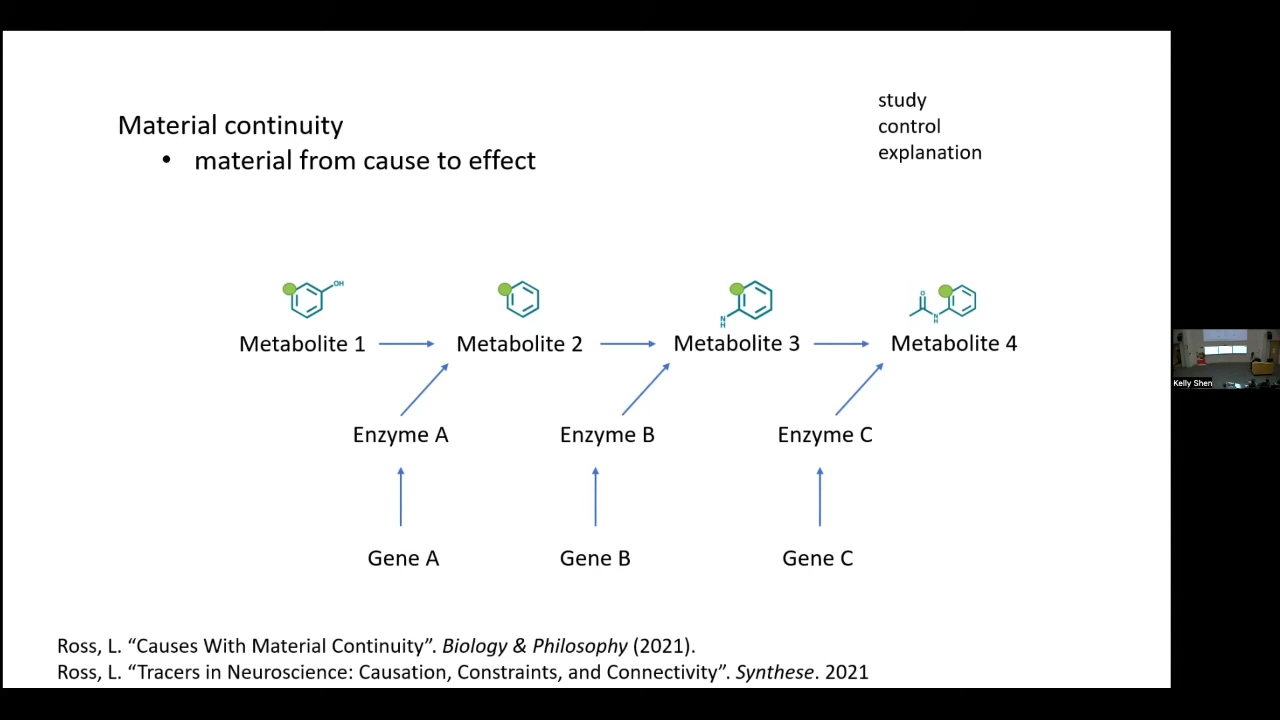 study
control
explanation
Material continuity
• material from cause to effect
OH
O
N
H
N
H
Metabolite 1
Metabolite 2
Metabolite 3
Metabolite 4
Kelly Shen
Enzyme A
Enzyme B
Enzyme C
Gene A
Gene B
Gene C
Ross, L. “Causes With Material Continuity”. Biology & Philosophy (2021).
Ross, L. “Tracers in Neuroscience: Causation, Constraints, and Connectivity”. Synthese. 2021